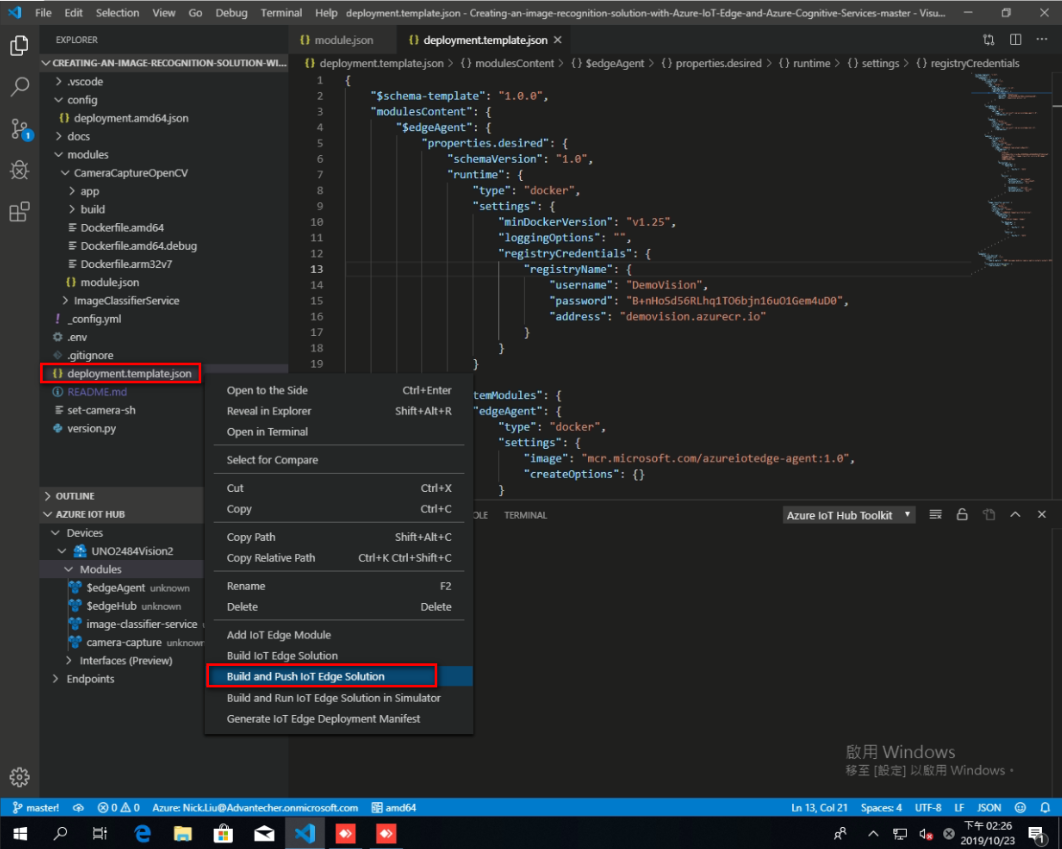 File Edit Selection View Go Debug Terminal Help deployment.template.json - Creating-an-image-recognition-solution-with-Azure-IoT-Edge-and-Azure-Cognitive-Services-master - Visu...
EXPLORER
CREATING-AN-IMAGE-RECOGNITION-SOLUTION-WI...
.vscode
config
{} deployment.amd64.json
docs
modules
CameraCaptureOpenCV
app
build
Dockerfile.amd64
Dockerfile.amd64.debug
Dockerfile.arm32v7
{} module.json
ImageClassifierService
! _config.yml
.env
.gitignore
{} deployment.template.json
README.md
set-camera-sh
version.py
OUTLINE
AZURE IOT HUB
Devices
UNO2484Vision2
Modules
$edgeAgent unknown
$edgeHub unknown
image-classifier-service
camera-capture unknown
Interfaces (Preview)
Endpoints
{} module.json {} deployment.template.json ×
{} deployment.template.json > {} modulesContent > {} $edgeAgent > {} properties.desired > {} runtime > {} settings > {} registryCredentials
1 {
2 "$schema-template": "1.0.0",
3 "modulesContent": {
4 "$edgeAgent": {
5 "properties.desired": {
6 "schemaVersion": "1.0",
7 "runtime": {
8 "type": "docker",
9 "settings": {
10 "minDockerVersion": "v1.25",
11 "loggingOptions": "",
12 "registryCredentials": {
13 "registryName": {
14 "username": "DemoVision",
15 "password": "B+nHoSd56RLhq1TO6bjn16uO1Gem4uD0",
16 "address": "demovision.azurecr.io"
17 }
18 }
19 }
temModules": {
"edgeAgent": {
"type": "docker",
"settings": {
"image": "mcr.microsoft.com/azureiotedge-agent:1.0",
"createOptions": {}
}
Open to the Side Ctrl+Enter
Reveal in Explorer Shift+Alt+R
Open in Terminal
Select for Compare
Cut Ctrl+X
Copy Ctrl+C
Copy Path Shift+Alt+C
Copy Relative Path Ctrl+K Ctrl+Shift+C
Rename F2
Delete Delete
Add IoT Edge Module
Build IoT Edge Solution
Build and Push IoT Edge Solution
Build and Run IoT Edge Solution in Simulator
Generate IoT Edge Deployment Manifest
OLE TERMINAL Azure IoT Hub Toolkit
啟用 Windows
移至 [設定] 以啟用 Windows。
master! 0 0 Azure: Nick.Liu@Advantecher.onmicrosoft.com amd64 Ln 13, Col 21 Spaces: 4 UTF-8 LF JSON
下午 02:26
2019/10/23